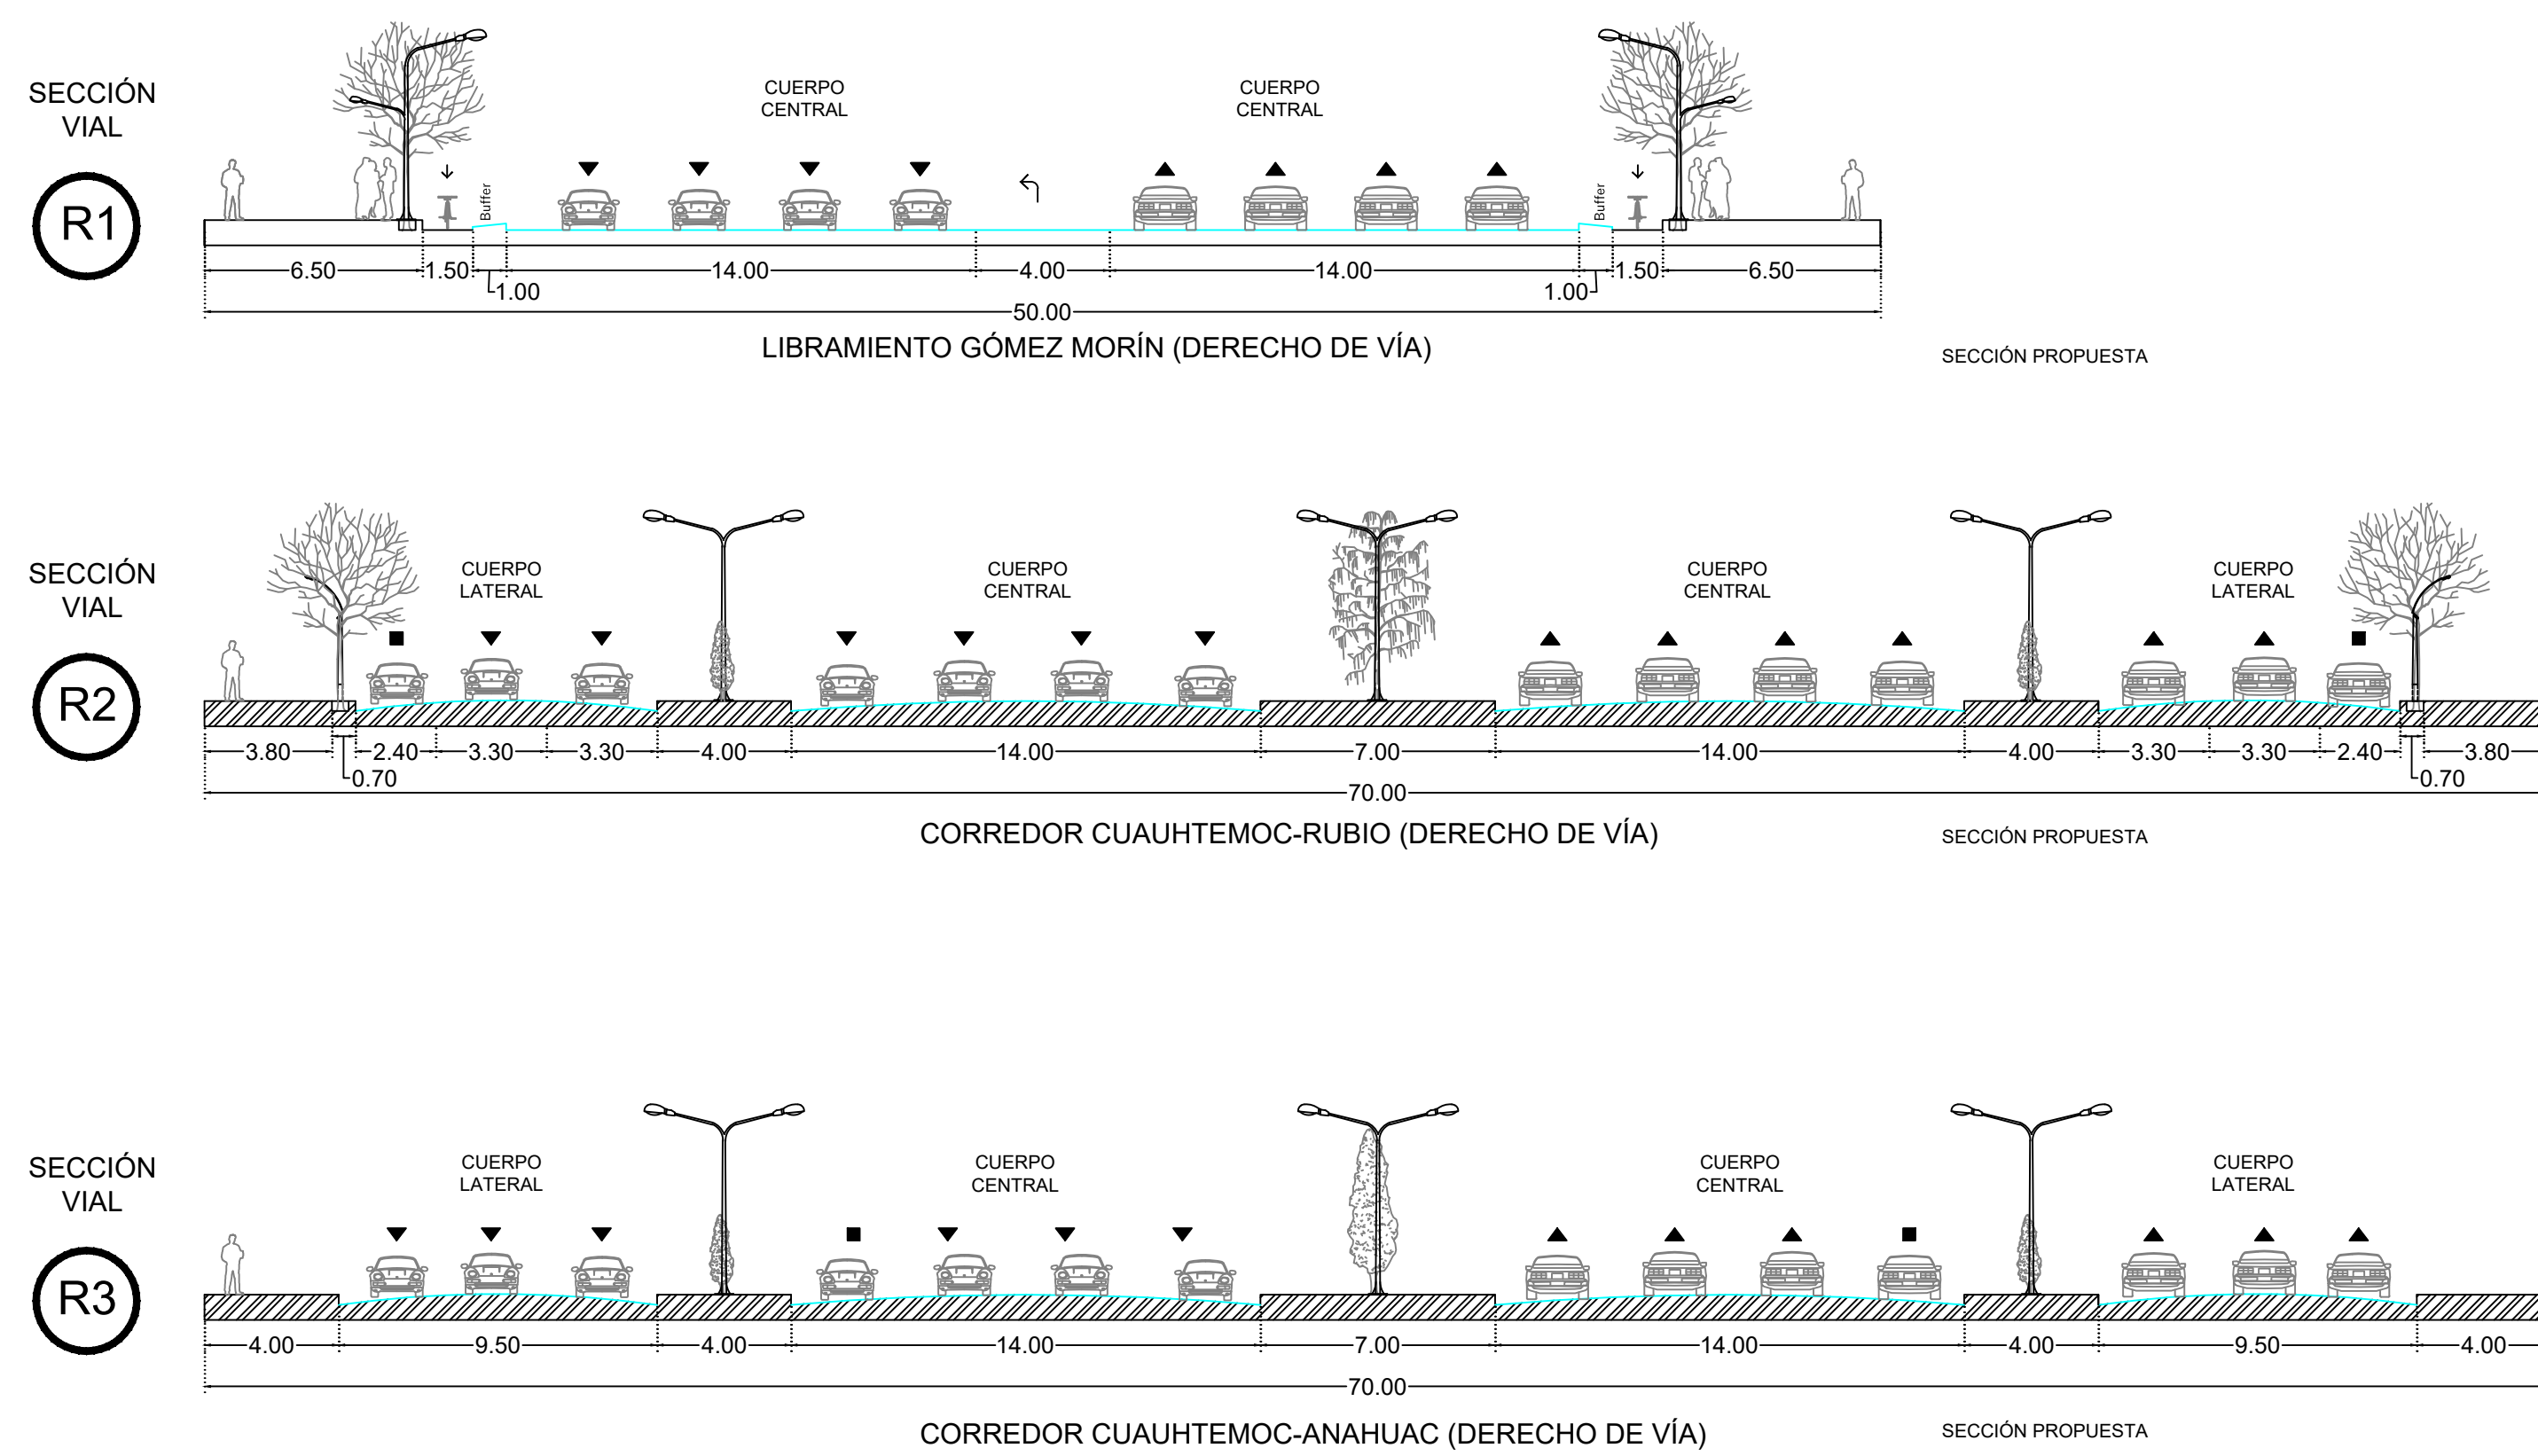 SECCIÓN
VIAL
R1
CUERPO
CENTRAL
CUERPO
CENTRAL
Buffer
Buffer
6.50
1.50
1.00
14.00
4.00
14.00
1.00
1.50
6.50
50.00
LIBRAMIENTO GÓMEZ MORÍN (DERECHO DE VÍA)
SECCIÓN PROPUESTA
SECCIÓN
VIAL
R2
CUERPO
LATERAL
CUERPO
CENTRAL
CUERPO
CENTRAL
CUERPO
LATERAL
3.80
0.70
2.40
3.30
3.30
4.00
14.00
7.00
14.00
4.00
3.30
3.30
2.40
0.70
3.80
70.00
CORREDOR CUAUHTEMOC-RUBIO (DERECHO DE VÍA)
SECCIÓN PROPUESTA
SECCIÓN
VIAL
R3
CUERPO
LATERAL
CUERPO
CENTRAL
CUERPO
CENTRAL
CUERPO
LATERAL
4.00
9.50
4.00
14.00
7.00
14.00
4.00
9.50
4.00
70.00
CORREDOR CUAUHTEMOC-ANAHUAC (DERECHO DE VÍA)
SECCIÓN PROPUESTA